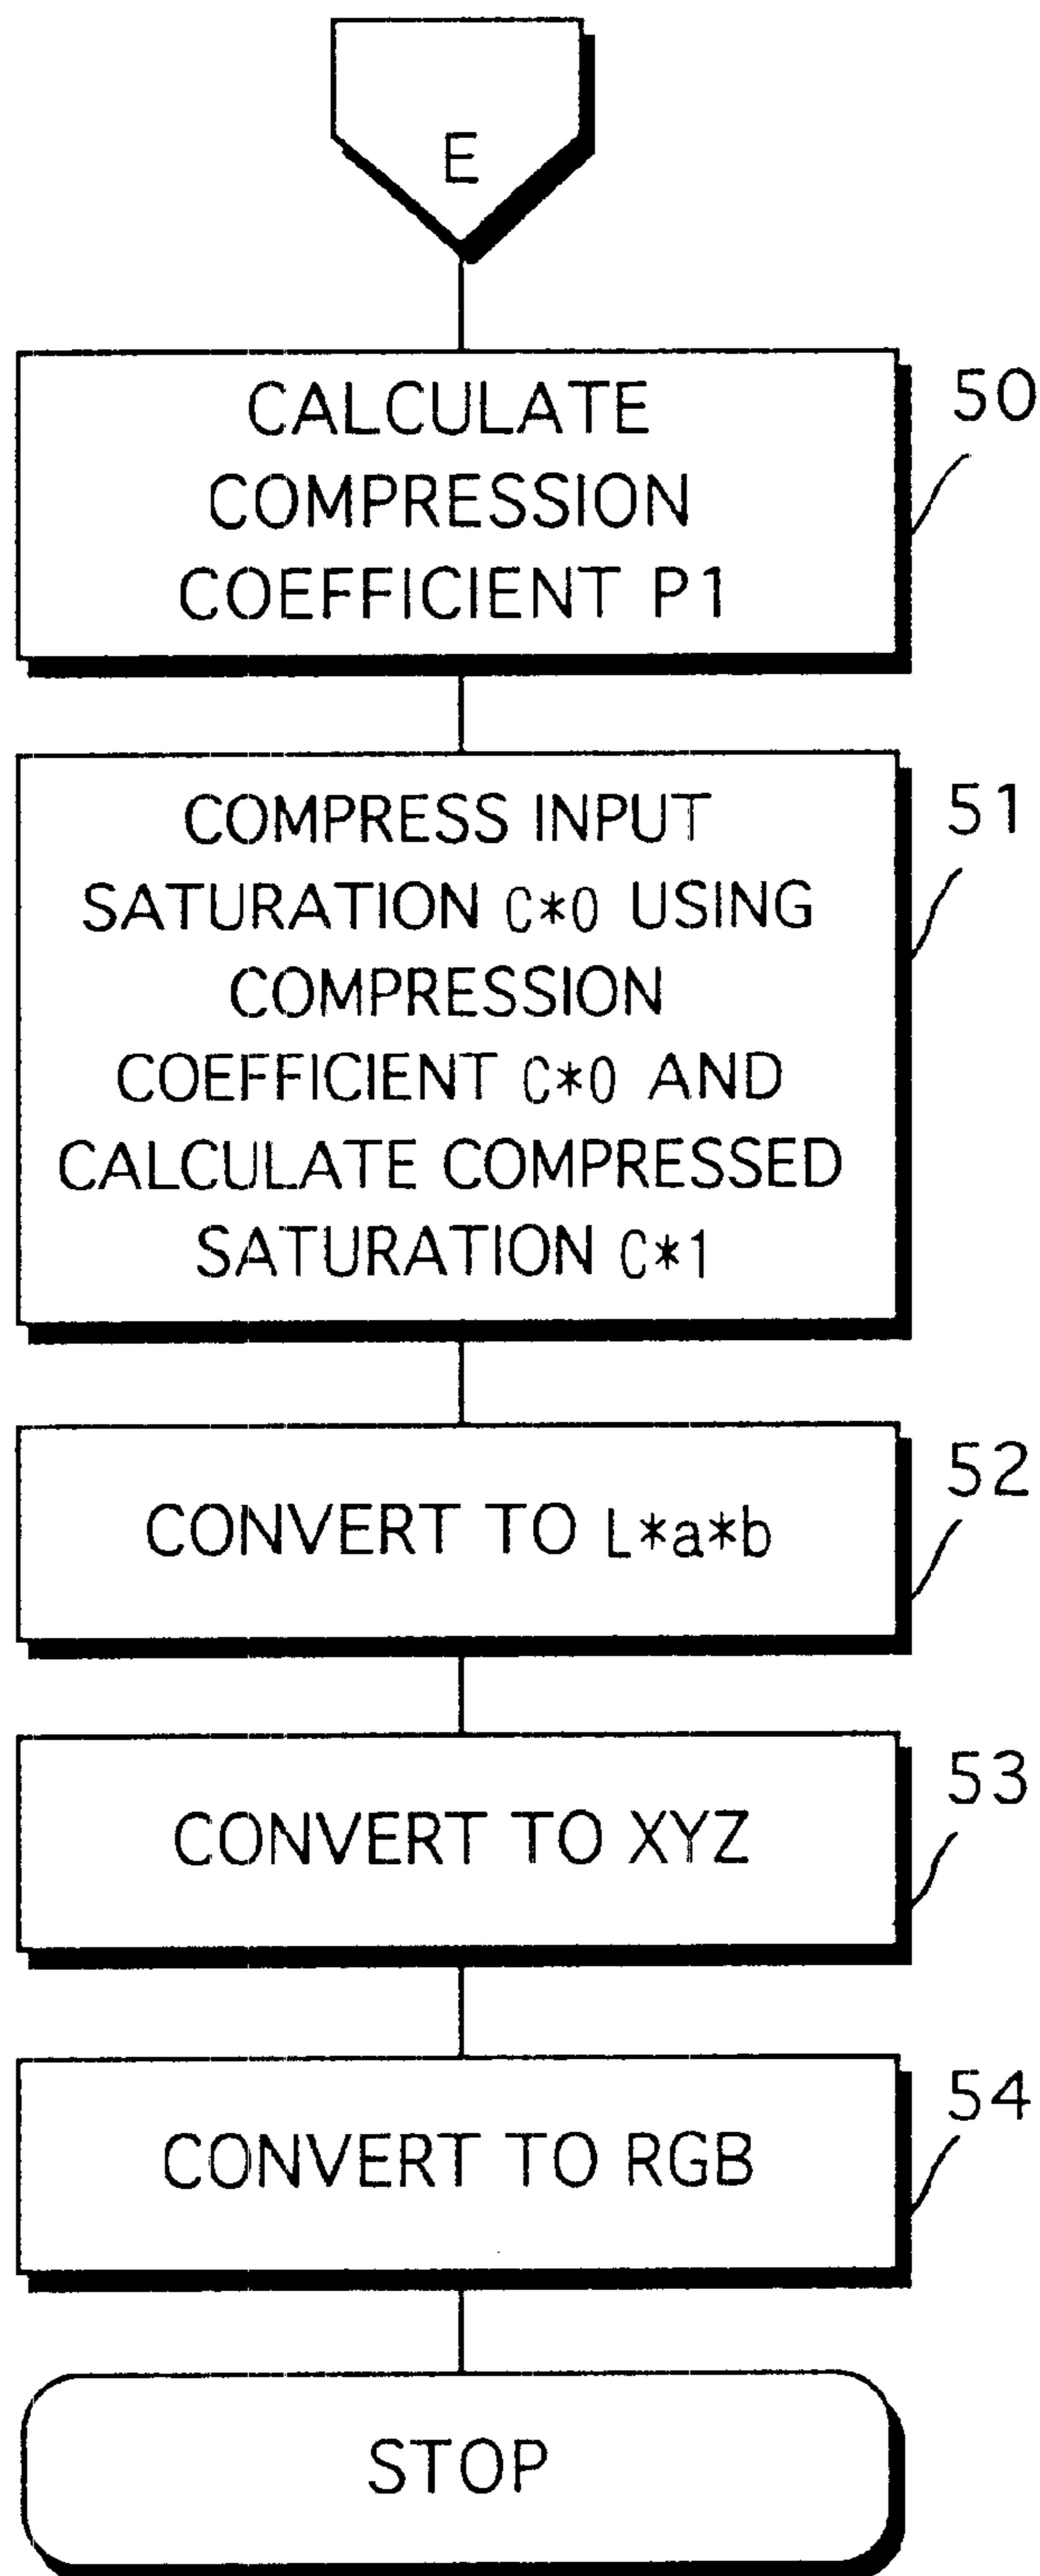 E
CALCULATE
COMPRESSION
COEFFICIENT P1
50
COMPRESS INPUT
SATURATION C*0 USING
COMPRESSION
COEFFICIENT C*0 AND
CALCULATE COMPRESSED
SATURATION C*1
51
CONVERT TO L*a*b
52
CONVERT TO XYZ
53
CONVERT TO RGB
54
STOP